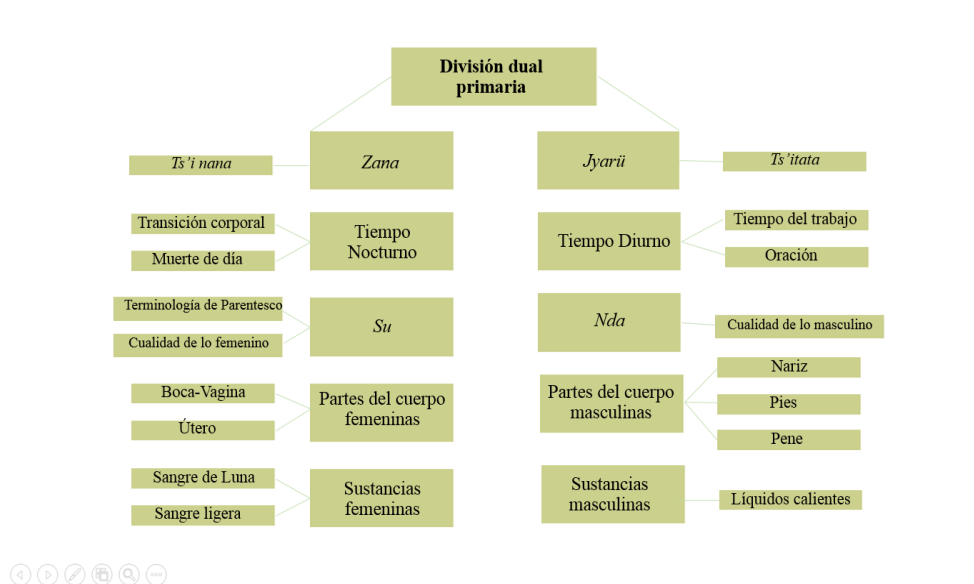 División dual
primaria
Ts’i nana
Zana
Jyarü
Ts’itata
Transición corporal
Muerte de día
Tiempo
Nocturno
Tiempo Diurno
Tiempo del trabajo
Oración
Terminología de Parentesco
Cualidad de lo femenino
Su
Nda
Cualidad de lo masculino
Boca-Vagina
Útero
Partes del cuerpo
femeninas
Partes del cuerpo
masculinas
Nariz
Pies
Pene
Sangre de Luna
Sangre ligera
Sustancias
femeninas
Sustancias
masculinas
Líquidos calientes